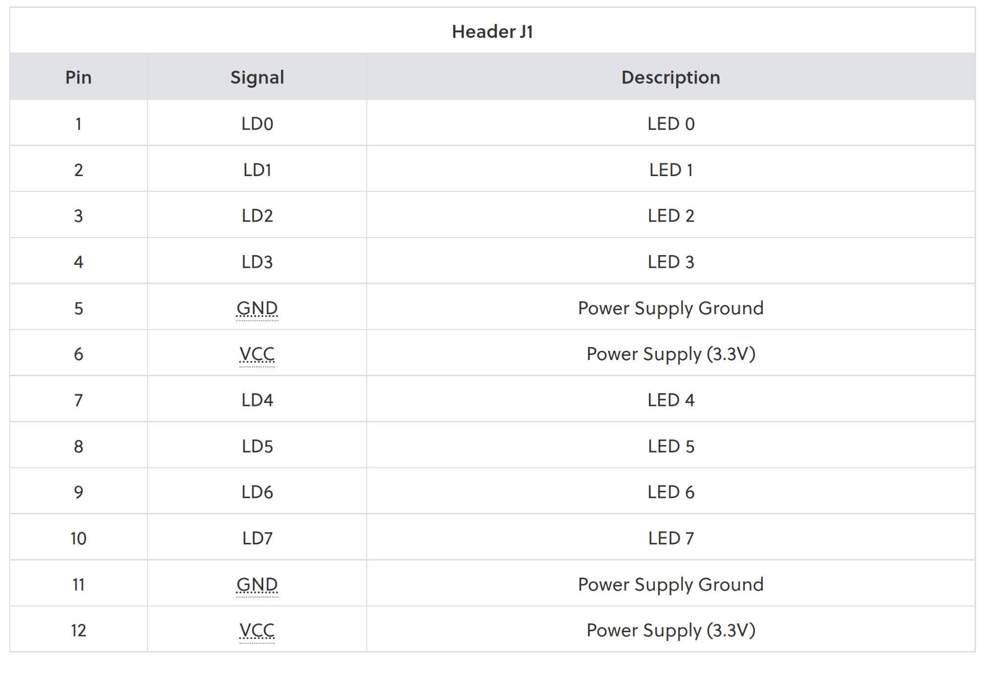 Header J1
Pin Signal Description
1 LD0 LED 0
2 LD1 LED 1
3 LD2 LED 2
4 LD3 LED 3
5 GND Power Supply Ground
6 VCC Power Supply (3.3V)
7 LD4 LED 4
8 LD5 LED 5
9 LD6 LED 6
10 LD7 LED 7
11 GND Power Supply Ground
12 VCC Power Supply (3.3V)